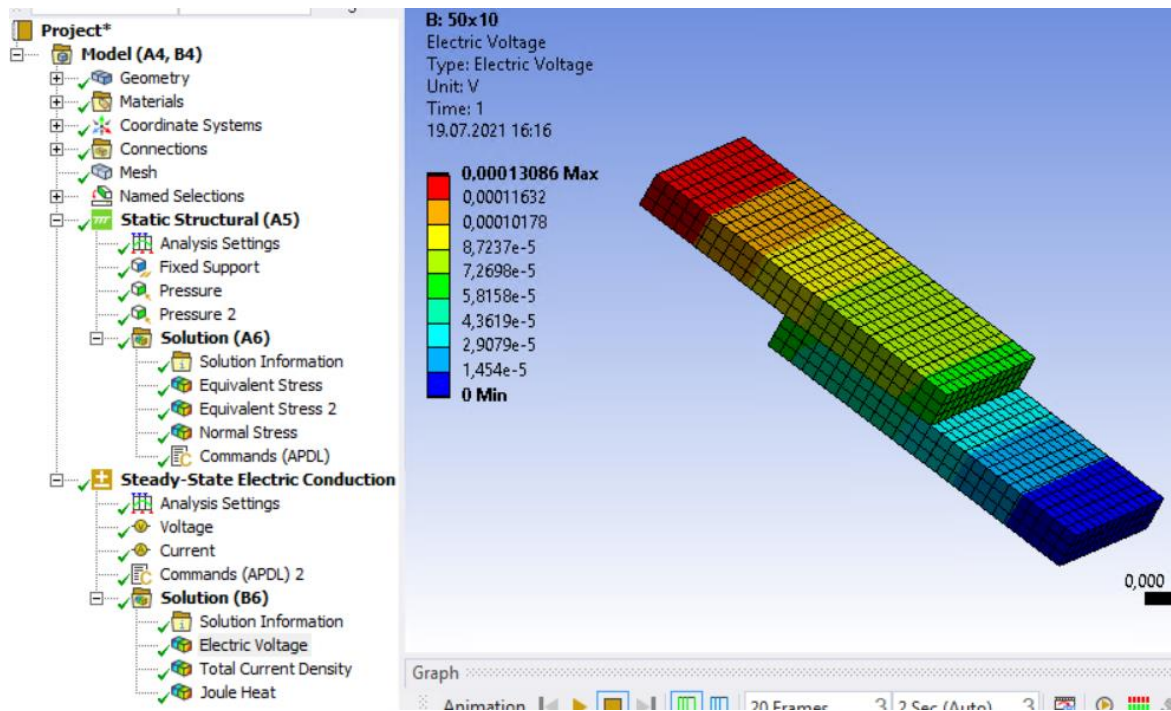 Project*
Model (A4, B4)
Geometry
Materials
Coordinate Systems
Connections
Mesh
Named Selections
Static Structural (A5)
Analysis Settings
Fixed Support
Pressure
Pressure 2
Solution (A6)
Solution Information
Equivalent Stress
Equivalent Stress 2
Normal Stress
Commands (APDL)
Steady-State Electric Conduction
Analysis Settings
Voltage
Current
Commands (APDL) 2
Solution (B6)
Solution Information
Electric Voltage
Total Current Density
Joule Heat
B: 50x10
Electric Voltage
Type: Electric Voltage
Unit: V
Time: 1
19.07.2021 16:16
0,00013086 Max
0,00011632
0,00010178
8,7237e-5
7,2698e-5
5,8158e-5
4,3619e-5
2,9079e-5
1,454e-5
0 Min
0,000
Graph
Animation 20 Frames 2 Sec (Auto)